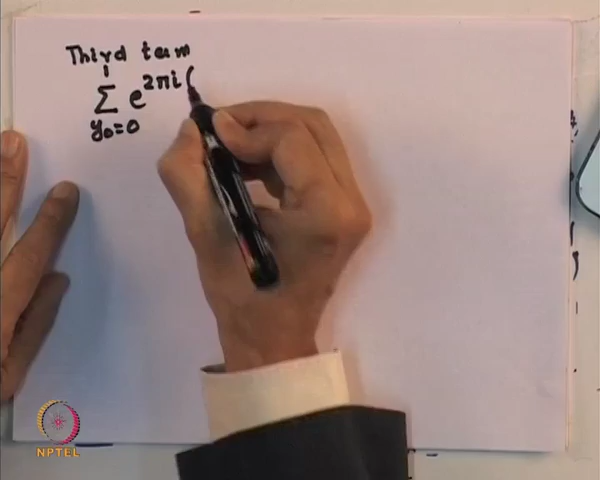 Third term
1
Σ e^{2πi(
y₀=0
NPTEL